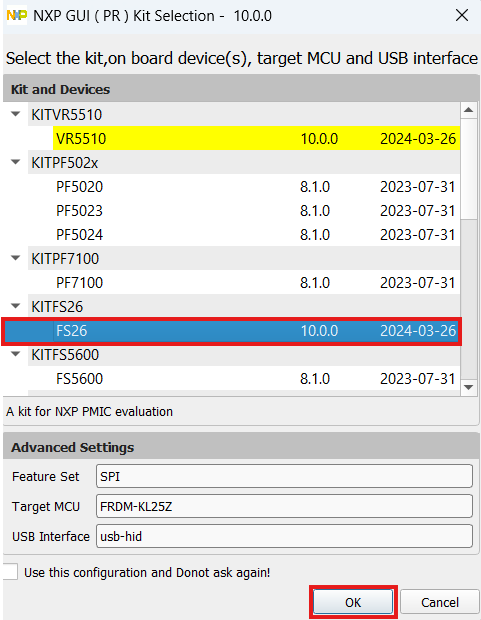 NXP NXP GUI ( PR ) Kit Selection - 10.0.0
Select the kit,on board device(s), target MCU and USB interface
Kit and Devices
KITVR5510
VR5510 10.0.0 2024-03-26
KITPF502x
PF5020 8.1.0 2023-07-31
PF5023 8.1.0 2023-07-31
PF5024 8.1.0 2023-07-31
KITPF7100
PF7100 8.1.0 2023-07-31
KITFS26
FS26 10.0.0 2024-03-26
KITFS5600
FS5600 8.1.0 2023-07-31
A kit for NXP PMIC evaluation
Advanced Settings
Feature Set SPI
Target MCU FRDM-KL25Z
USB Interface usb-hid
Use this configuration and Donot ask again!
OK Cancel